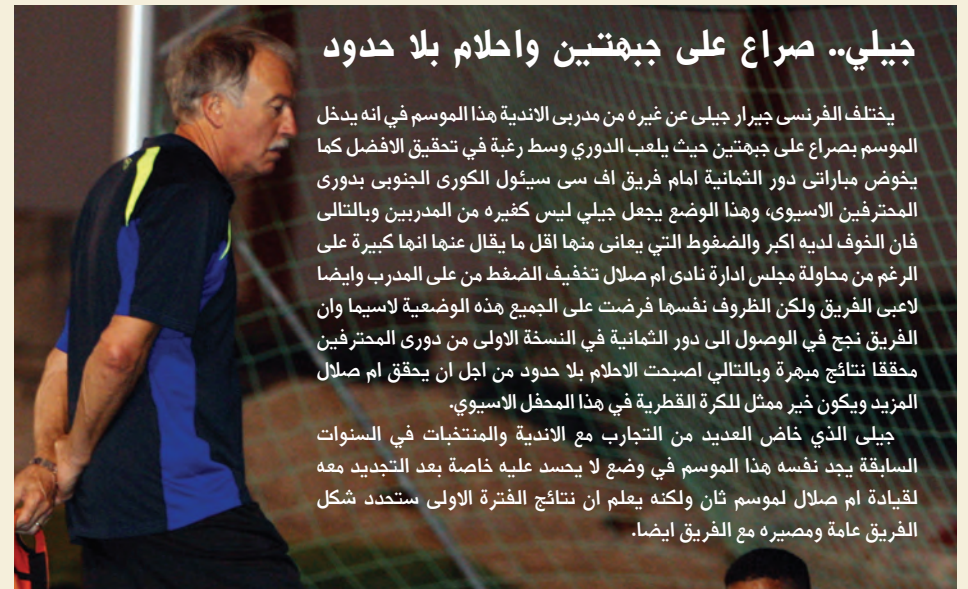 جيلي.. صراع على جبهتين واحلام بلا حدود
يختلف الفرنسى جيرار جيلى عن غيره من مدربى الاندية هذا الموسم في انه يدخل
الموسم بصراع على جبهتين حيث يلعب الدوري وسط رغبة في تحقيق الافضل كما
يخوض مباراتى دور الثمانية امام فريق اف سى سيئول الكورى الجنوبى بدورى
المحترفين الاسيوى، وهذا الوضع يجعل جيلي ليس كغيره من المدربين وبالتالى
فان الخوف لديه اكبر والضغوط التي يعانى منها اقل ما يقال عنها انها كبيرة على
الرغم من محاولة مجلس ادارة نادى ام صلال تخفيف الضغط من على المدرب وايضا
لاعبى الفريق ولكن الظروف نفسها فرضت على الجميع هذه الوضعية لاسيما وان
الفريق نجح في الوصول الى دور الثمانية في النسخة الاولى من دورى المحترفين
محققا نتائج مبهرة وبالتالي اصبحت الاحلام بلا حدود من اجل ان يحقق ام صلال
المزيد ويكون خير ممثل للكرة القطرية في هذا المحفل الاسيوي.
جيلى الذي خاض العديد من التجارب مع الاندية والمنتخبات في السنوات
السابقة يجد نفسه هذا الموسم في وضع لا يحسد عليه خاصة بعد التجديد معه
لقيادة ام صلال لموسم ثان ولكنه يعلم ان نتائج الفترة الاولى ستحدد شكل
الفريق عامة ومصيره مع الفريق ايضا.